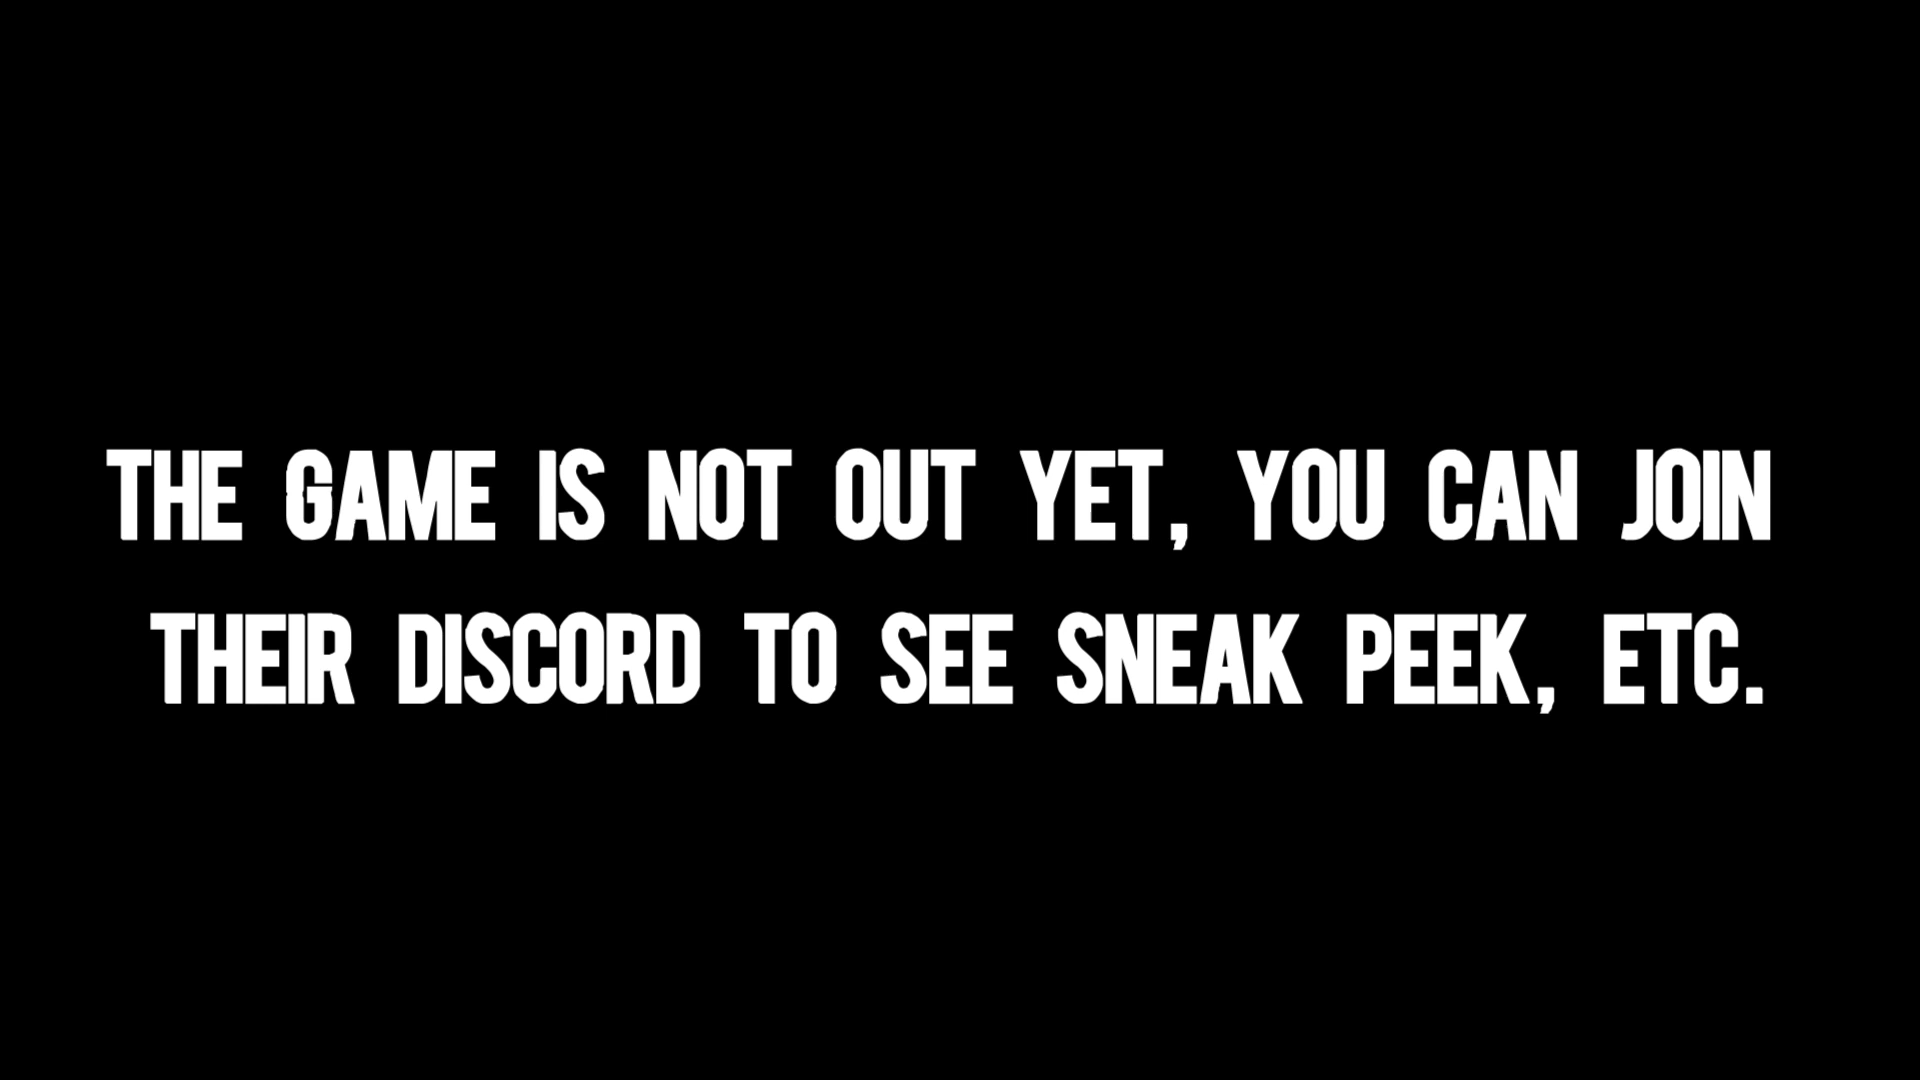 THE GAME IS NOT OUT YET, YOU CAN JOIN
THEIR DISCORD TO SEE SNEAK PEEK, ETC.